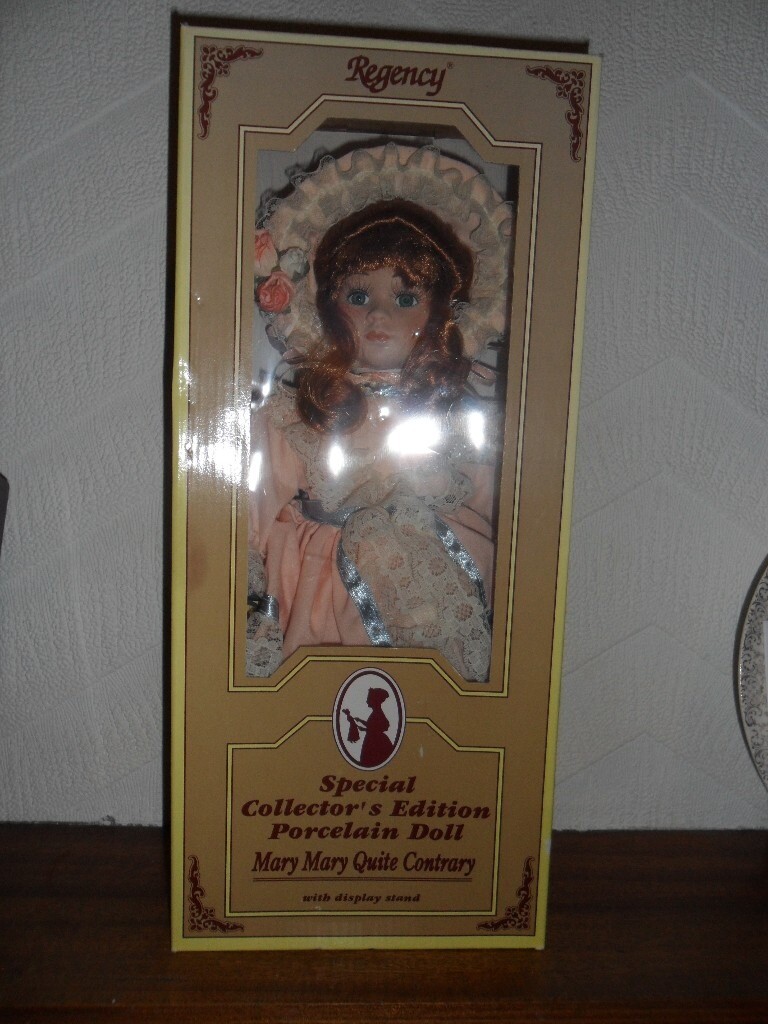 Regency®
Special
Collector's Edition
Porcelain Doll
Mary Mary Quite Contrary
with display stand